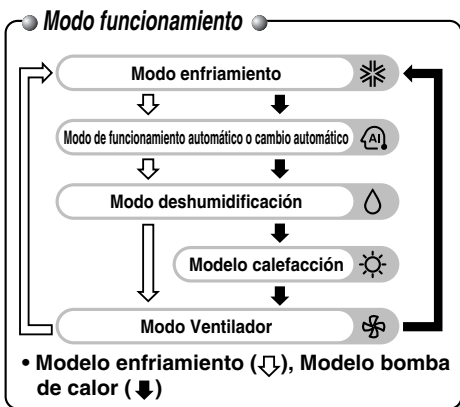 Modo funcionamiento
Modo enfriamiento
Modo de funcionamiento automático o cambio automático
AI
Modo deshumidificación
Modelo calefacción
Modo Ventilador
• Modelo enfriamiento (⇩), Modelo bomba
de calor (⬇)